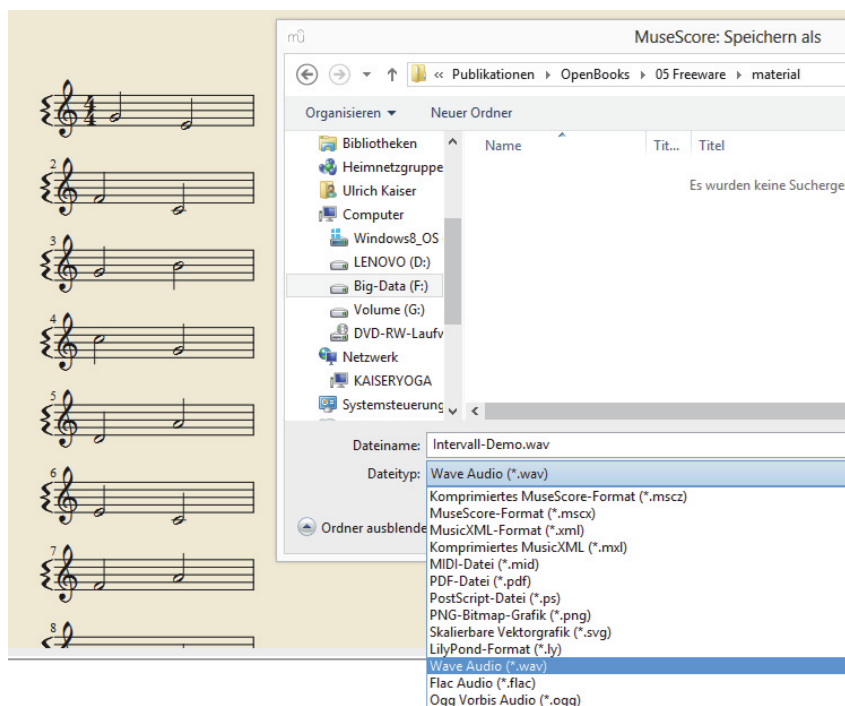 MuseScore: Speichern als
« Publikationen ▸ OpenBooks ▸ 05 Freeware ▸ material
Organisieren ▾ Neuer Ordner
Bibliotheken
Heimnetzgruppe
Ulrich Kaiser
Computer
Windows8_OS
LENOVO (D:)
Big-Data (F:)
Volume (G:)
DVD-RW-Laufw
Netzwerk
KAISERYOGA
Systemsteuerung
Name Tit... Titel
Es wurden keine Sucherge
Dateiname: Intervall-Demo.wav
Dateityp: Wave Audio (*.wav)
Komprimiertes MuseScore-Format (*.mscz)
MuseScore-Format (*.mscx)
MusicXML-Format (*.xml)
Komprimiertes MusicXML (*.mxl)
MIDI-Datei (*.mid)
PDF-Datei (*.pdf)
PostScript-Datei (*.ps)
PNG-Bitmap-Grafik (*.png)
Skalierbare Vektorgrafik (*.svg)
LilyPond-Format (*.ly)
Wave Audio (*.wav)
Flac Audio (*.flac)
Ogg Vorbis Audio (*.ogg)
Ordner ausblende
4
4
2
3
4
5
6
7
8